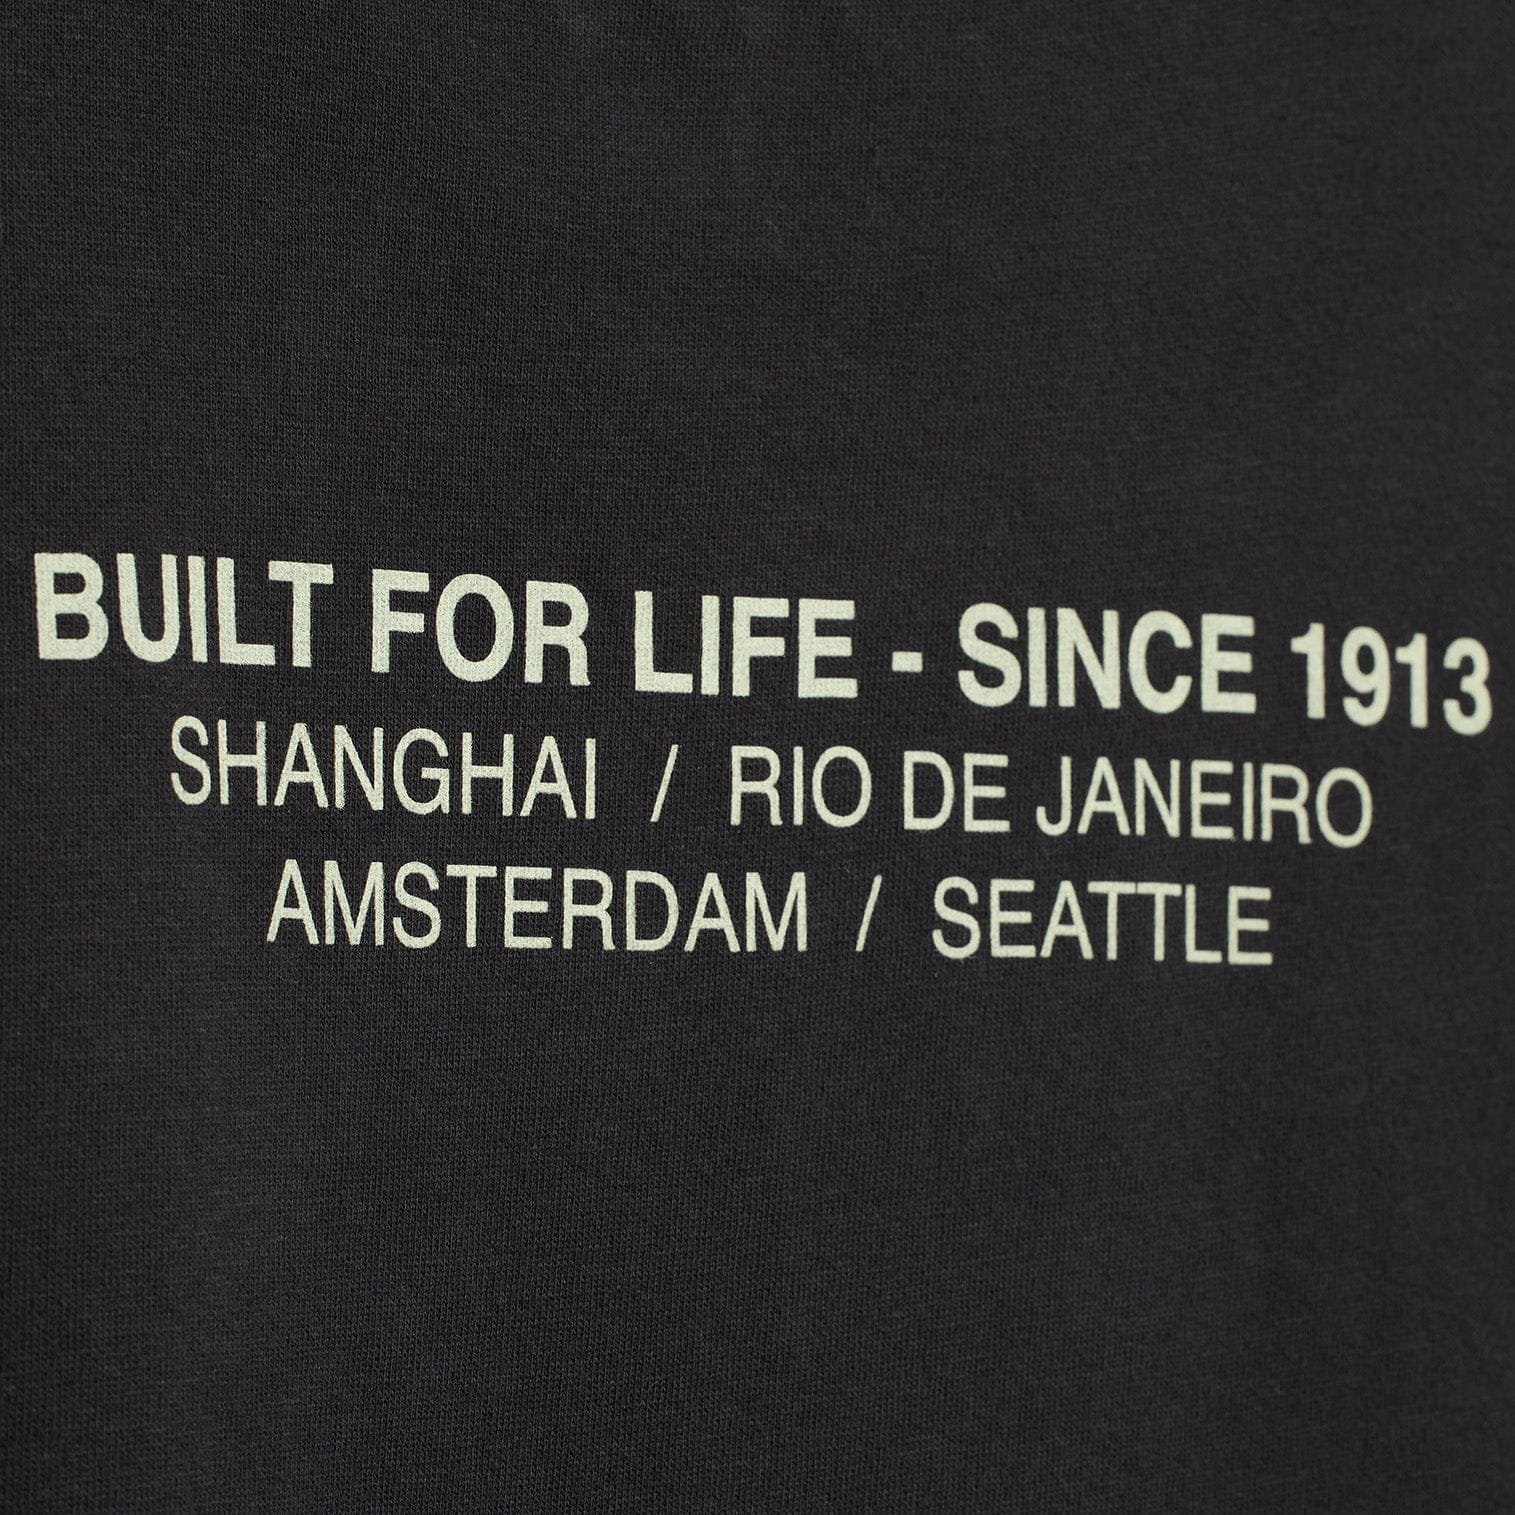 BUILT FOR LIFE - SINCE 1913
SHANGHAI / RIO DE JANEIRO
AMSTERDAM / SEATTLE